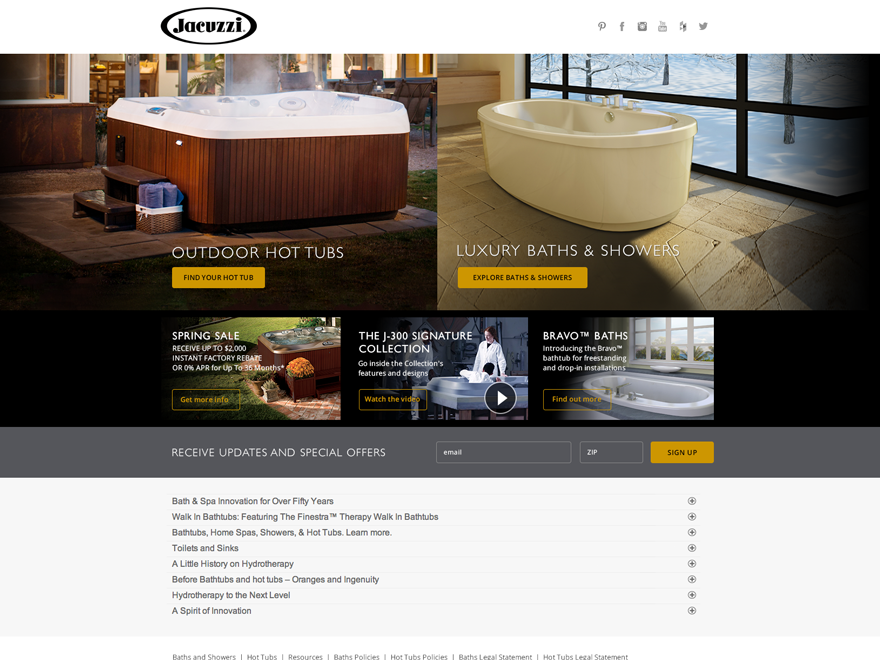 Jacuzzi
OUTDOOR HOT TUBS
FIND YOUR HOT TUB
LUXURY BATHS & SHOWERS
EXPLORE BATHS & SHOWERS
SPRING SALE
RECEIVE UP TO $2,000
INSTANT FACTORY REBATE
OR 0% APR for Up To 36 Months*
Get more info
THE J-300 SIGNATURE
COLLECTION
Go inside the Collection's
features and designs
Watch the video
BRAVO™ BATHS
Introducing the Bravo™
bathtub for freestanding
and drop-in installations
Find out more
RECEIVE UPDATES AND SPECIAL OFFERS
email
ZIP
SIGN UP
Bath & Spa Innovation for Over Fifty Years
Walk In Bathtubs: Featuring The Finestra™ Therapy Walk In Bathtubs
Bathtubs, Home Spas, Showers, & Hot Tubs. Learn more.
Toilets and Sinks
A Little History on Hydrotherapy
Before Bathtubs and hot tubs – Oranges and Ingenuity
Hydrotherapy to the Next Level
A Spirit of Innovation
Baths and Showers | Hot Tubs | Resources | Baths Policies | Hot Tubs Policies | Baths Legal Statement | Hot Tubs Legal Statement